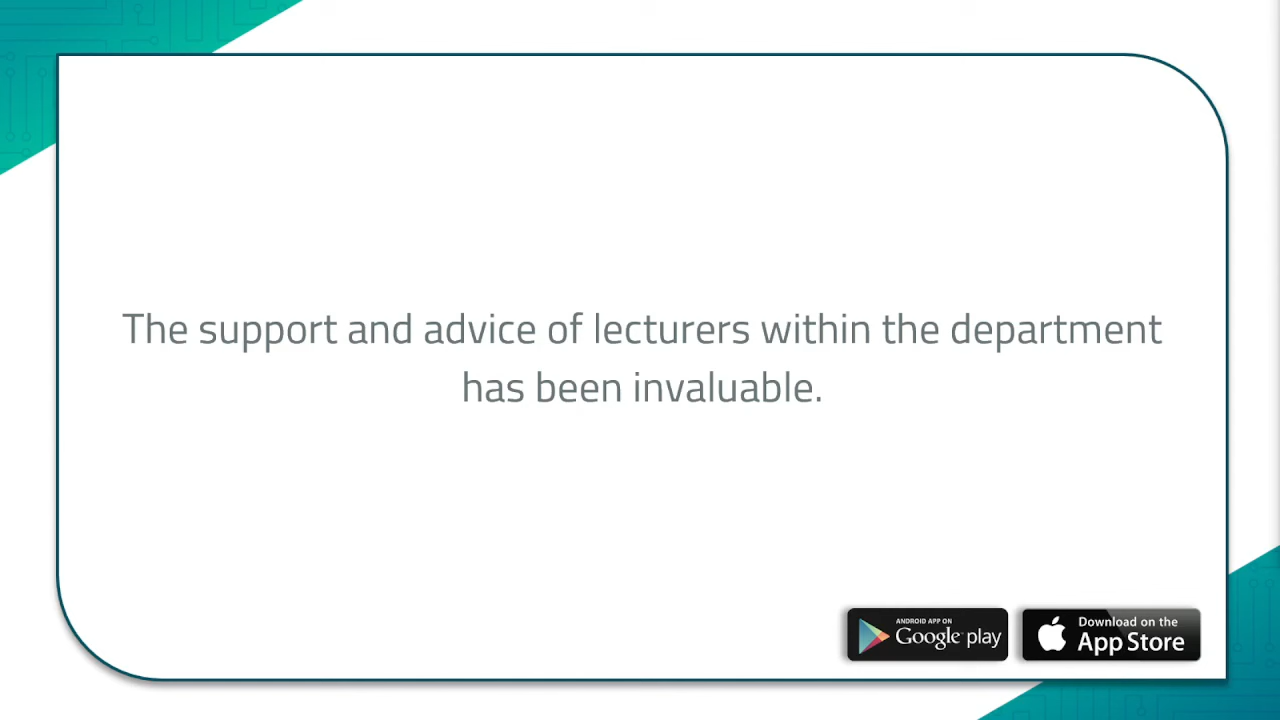 The support and advice of lecturers within the department
has been invaluable.
ANDROID APP ON
Google play
Download on the
App Store